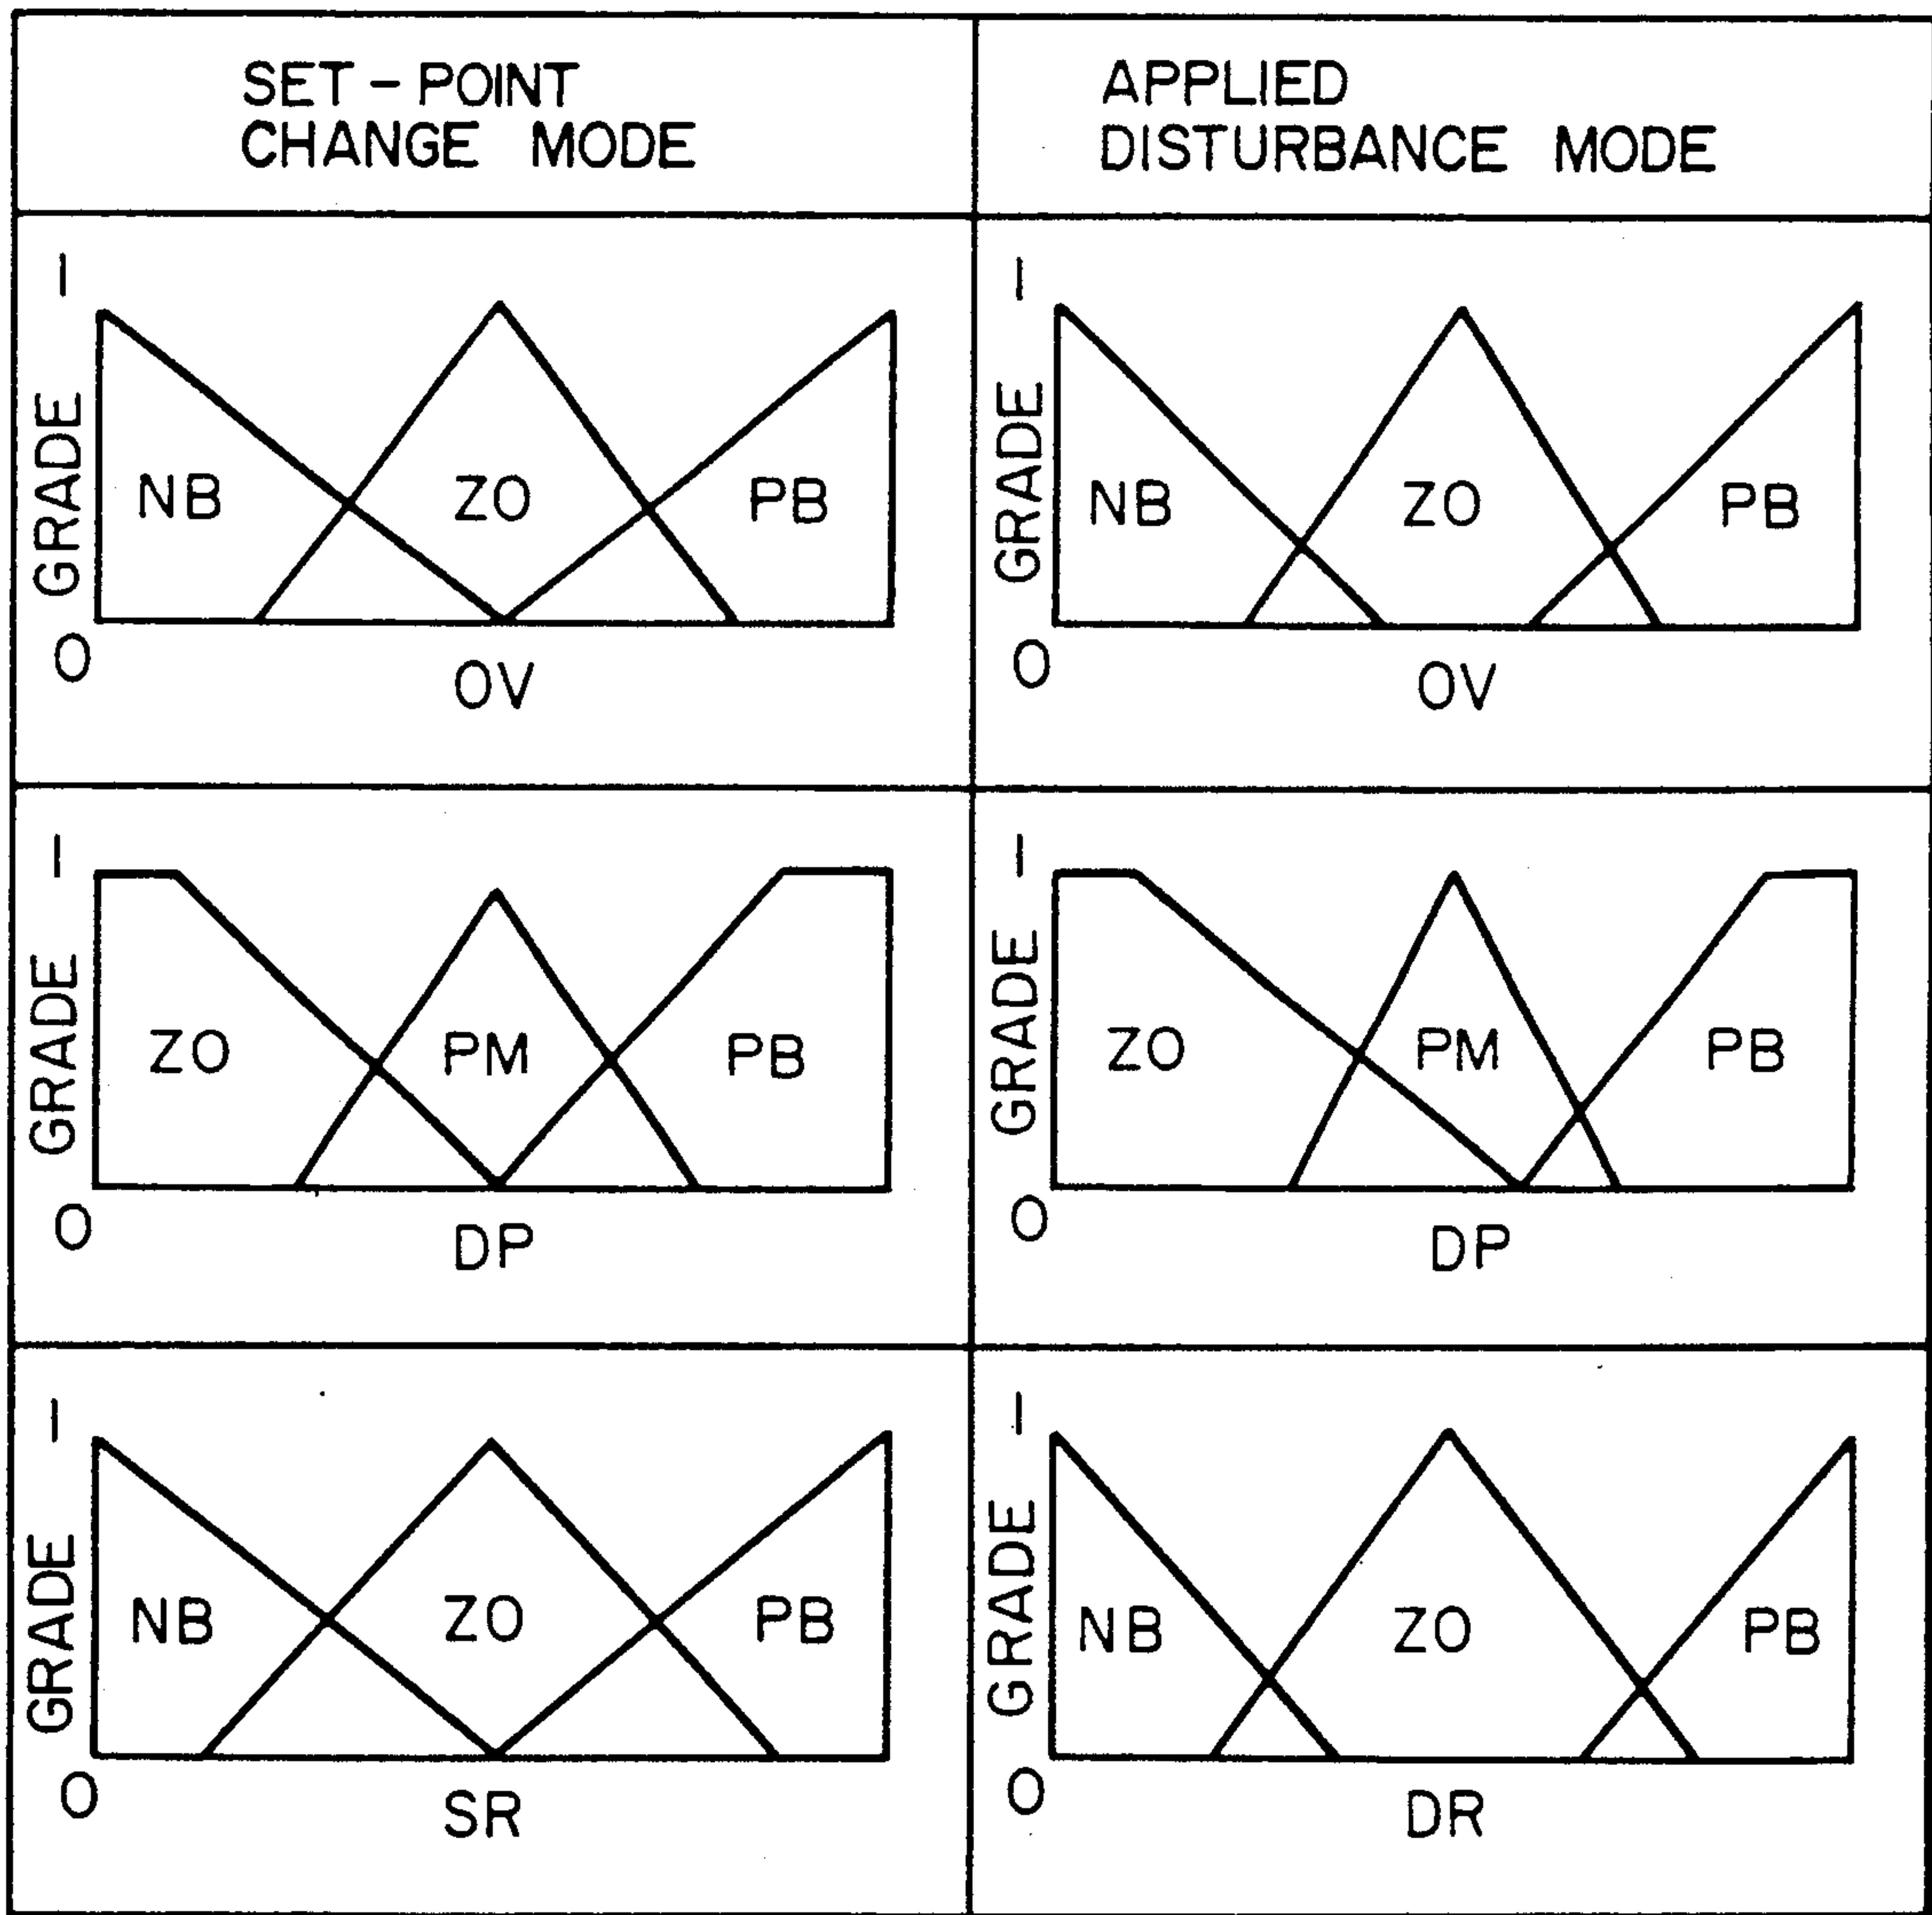 SET-POINT
CHANGE MODE
APPLIED
DISTURBANCE MODE
1
GRADE
NB
ZO
PB
0
OV
1
GRADE
NB
ZO
PB
0
OV
1
GRADE
ZO
PM
PB
0
DP
1
GRADE
ZO
PM
PB
0
DP
1
GRADE
NB
ZO
PB
0
SR
1
GRADE
NB
ZO
PB
0
DR